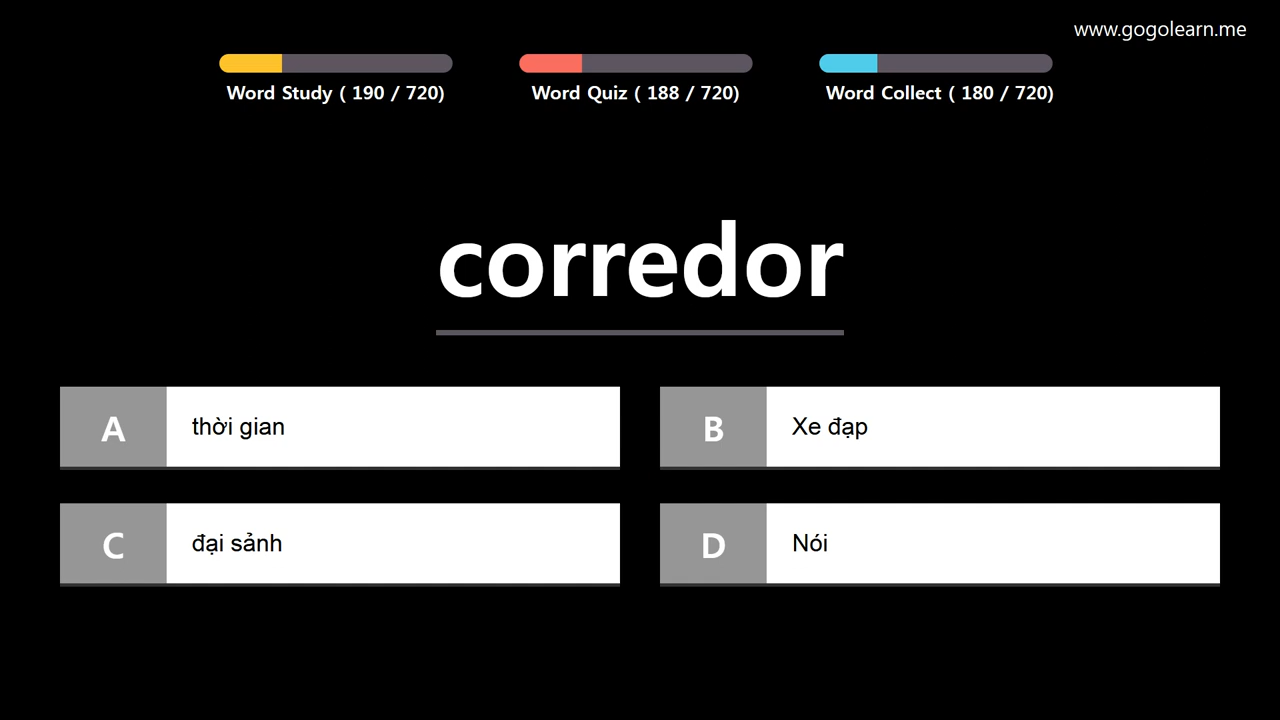 www.gogolearn.me
Word Study ( 190 / 720)
Word Quiz ( 188 / 720)
Word Collect ( 180 / 720)
corredor
A thời gian
B Xe đạp
C đại sảnh
D Nói